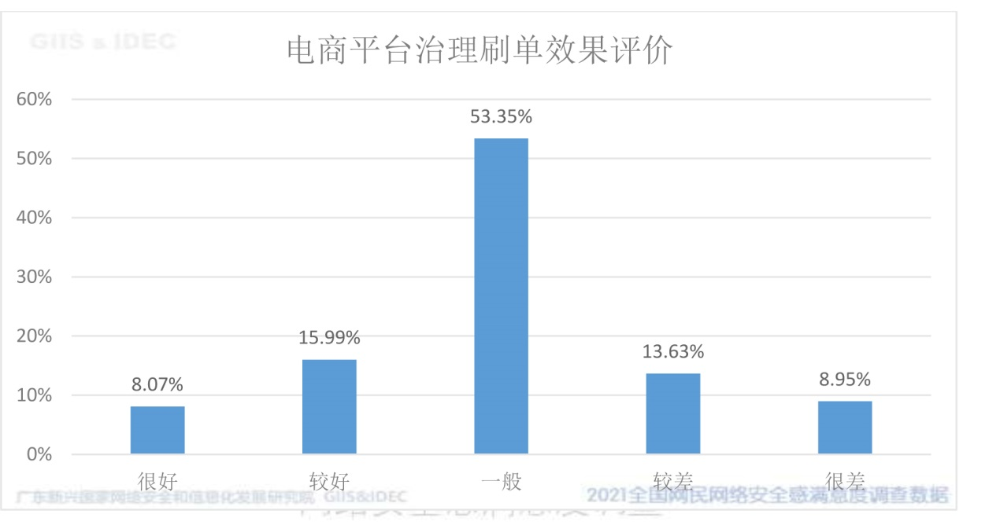 GIIS & IDEC
电商平台治理刷单效果评价
60%
53.35%
50%
40%
30%
20%
15.99%
13.63%
10%
8.07%
8.95%
0%
很好 较好 一般 较差 很差
广东新兴国家网络安全和信息化发展研究院 GIIS&IDEC
2021全国网民网络安全感满意度调查数据